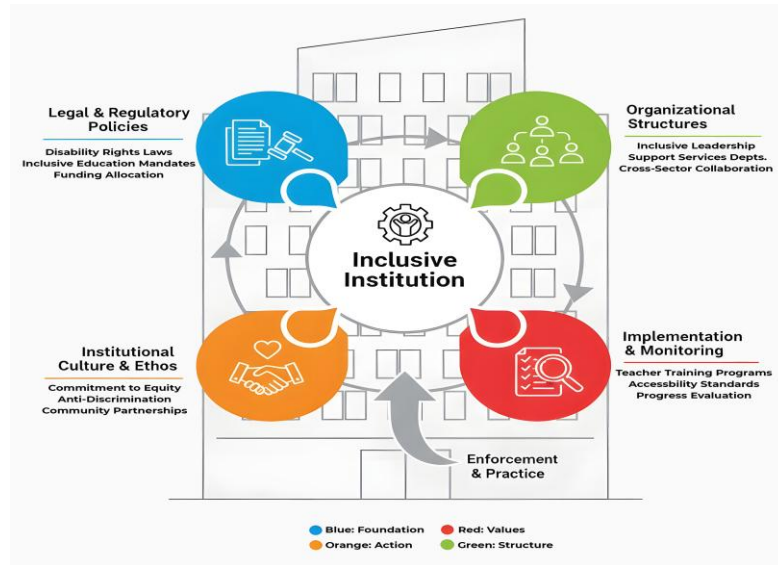 Legal & Regulatory
Policies
Disability Rights Laws
Inclusive Education Mandates
Funding Allocation
Organizational
Structures
Inclusive Leadership
Support Services Depts.
Cross-Sector Collaboration
Inclusive
Institution
Institutional
Culture & Ethos
Commitment to Equity
Anti-Discrimination
Community Partnerships
Implementation
& Monitoring
Teacher Training Programs
Accessbility Standards
Progress Evaluation
Enforcement
& Practice
Blue: Foundation
Red: Values
Orange: Action
Green: Structure